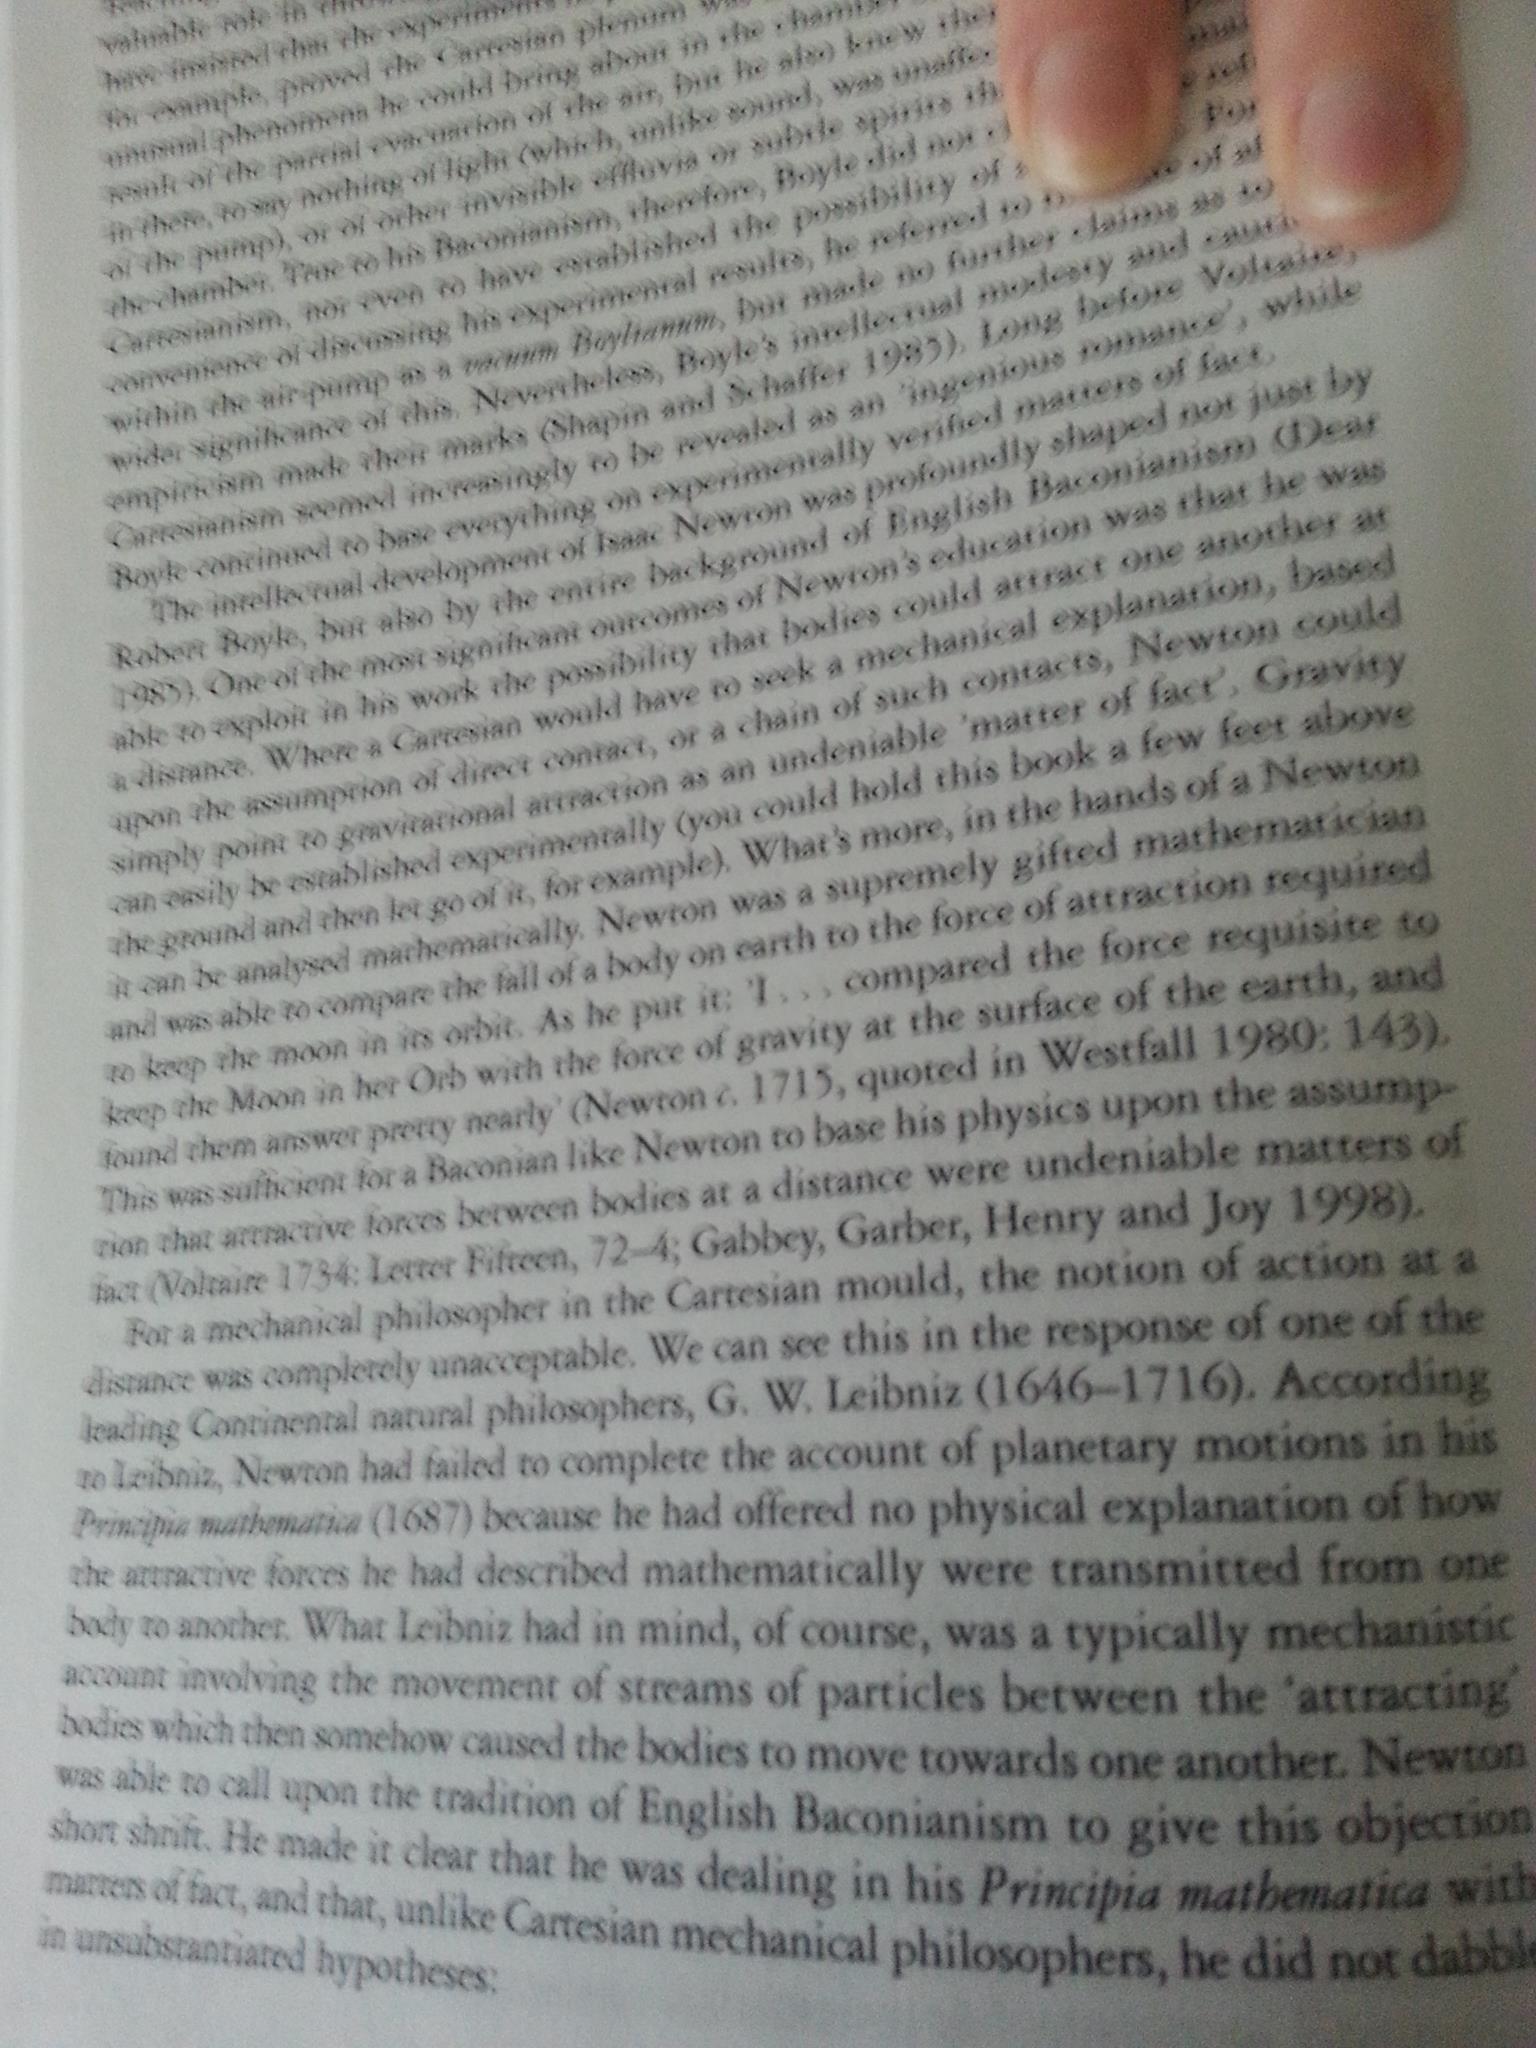 valuable role in
have insisted that the experiments
for example, proved the Cartesian plenum was
unusual phenomena he could bring about in the chamber
result of the partial evacuation of the air, but he also knew
in there, to say nothing of light (which, unlike sound, was
of the pump), or of other invisible effluvia or subtle spirits
the chamber. True to his Baconianism, therefore, Boyle did not
Cartesianism, nor even to have established the possibility of
convenience of discussing his experimental results, he referred to of
within the air-pump as a vacuum Boylianum, but made no further claims as to
wider significance of this. Nevertheless, Boyle's intellectual modesty and
empiricism made their marks (Shapin and Schaffer 1985). Long before Voltaire,
Cartesianism seemed increasingly to be revealed as an 'ingenious romance', while
Boyle continued to base everything on experimentally verified matters of fact.
The intellectual development of Isaac Newton was profoundly shaped not just by
Robert Boyle, but also by the entire background of English Baconianism (Dear
1985). One of the most significant outcomes of Newton's education was that he was
able to exploit in his work the possibility that bodies could attract one another at
a distance. Where a Cartesian would have to seek a mechanical explanation, based
upon the assumption of direct contact, or a chain of such contacts, Newton could
simply point to gravitational attraction as an undeniable 'matter of fact'. Gravity
can easily be established experimentally (you could hold this book a few feet above
the ground and then let go of it, for example). What's more, in the hands of a Newton
it can be analysed mathematically. Newton was a supremely gifted mathematician
and was able to compare the fall of a body on earth to the force of attraction required
to keep the moon in its orbit. As he put it: 'I . . . compared the force requisite to
keep the Moon in her Orb with the force of gravity at the surface of the earth, and
found them answer pretty nearly' (Newton c. 1715, quoted in Westfall 1980: 143).
This was sufficient for a Baconian like Newton to base his physics upon the assump-
tion that attractive forces between bodies at a distance were undeniable matters of
fact (Voltaire 1734: Letter Fifteen, 72–4; Gabbey, Garber, Henry and Joy 1998).
For a mechanical philosopher in the Cartesian mould, the notion of action at a
distance was completely unacceptable. We can see this in the response of one of the
leading Continental natural philosophers, G. W. Leibniz (1646–1716). According
to Leibniz, Newton had failed to complete the account of planetary motions in his
Principia mathematica (1687) because he had offered no physical explanation of how
the attractive forces he had described mathematically were transmitted from one
body to another. What Leibniz had in mind, of course, was a typically mechanistic
account involving the movement of streams of particles between the 'attracting'
bodies which then somehow caused the bodies to move towards one another. Newton
was able to call upon the tradition of English Baconianism to give this objection
short shrift. He made it clear that he was dealing in his Principia mathematica with
matters of fact, and that, unlike Cartesian mechanical philosophers, he did not dabble
in unsubstantiated hypotheses: